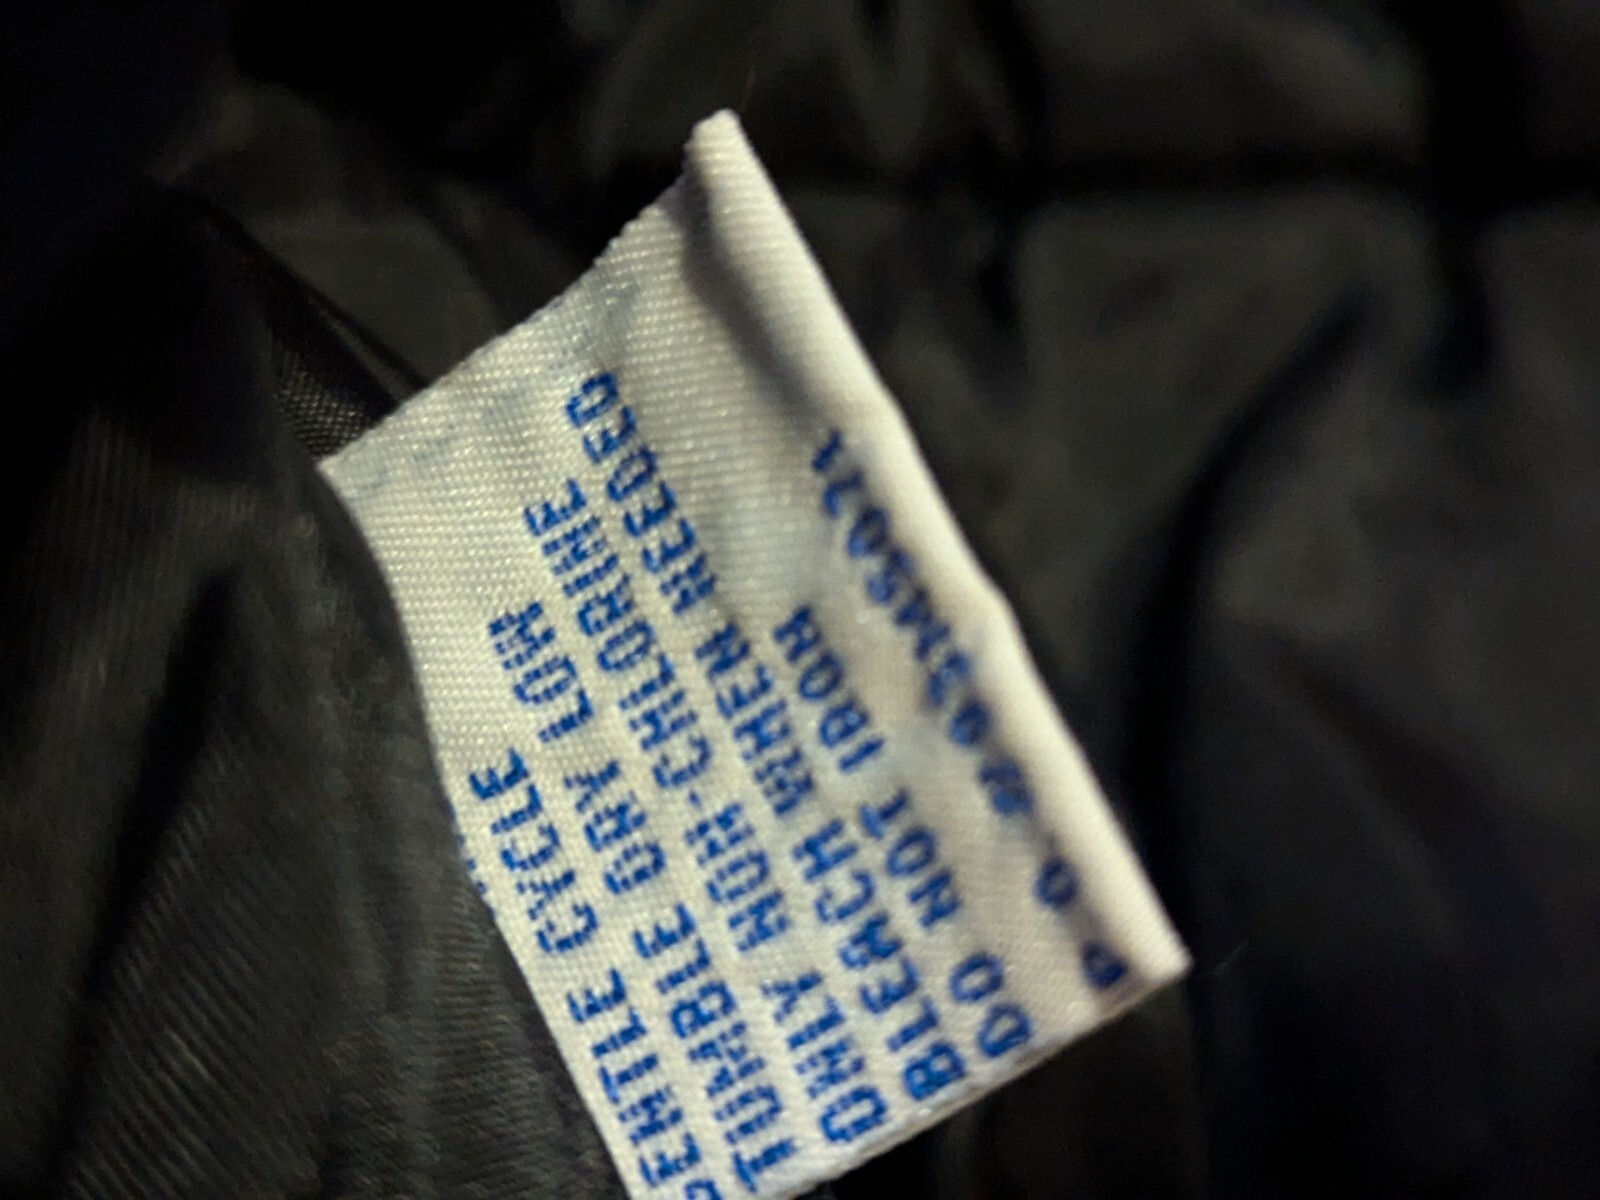 GENTLE CYCLE
TUMBLE DRY LOW
ONLY NON-CHLORINE
BLEACH WHEN NEEDED
DO NOT IRON